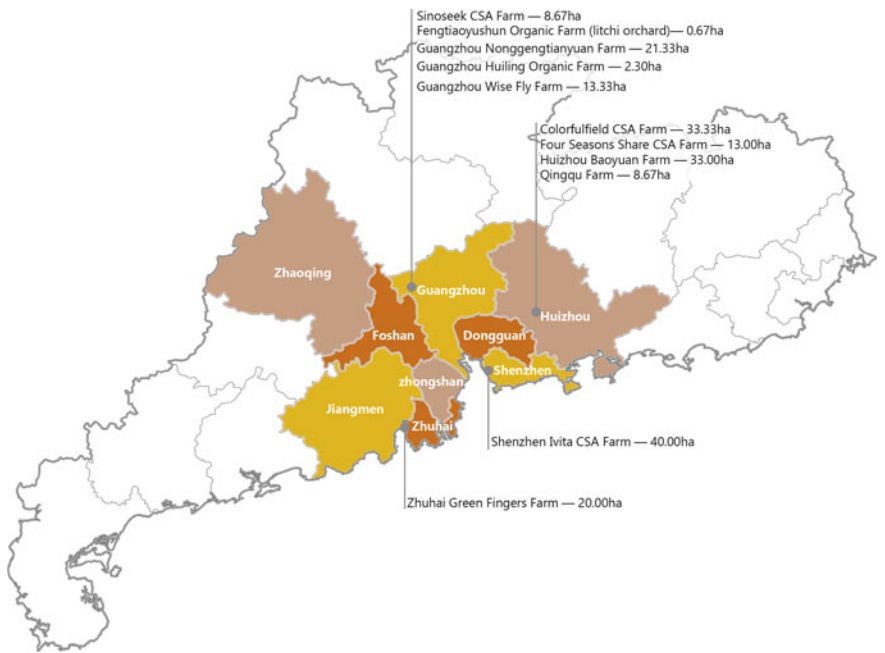 Sinoseek CSA Farm — 8.67ha
Fengtiaoyushun Organic Farm (litchi orchard)— 0.67ha
Guangzhou Nonggengtianyuan Farm — 21.33ha
Guangzhou Huiling Organic Farm — 2.30ha
Guangzhou Wise Fly Farm — 13.33ha
Colorfulfield CSA Farm — 33.33ha
Four Seasons Share CSA Farm — 13.00ha
Huizhou Baoyuan Farm — 33.00ha
Qingqu Farm — 8.67ha
Zhaoqing
Guangzhou
Huizhou
Foshan
Dongguan
Shenzhen
zhongshan
Jiangmen
Zhuhai
Shenzhen Ivita CSA Farm — 40.00ha
Zhuhai Green Fingers Farm — 20.00ha